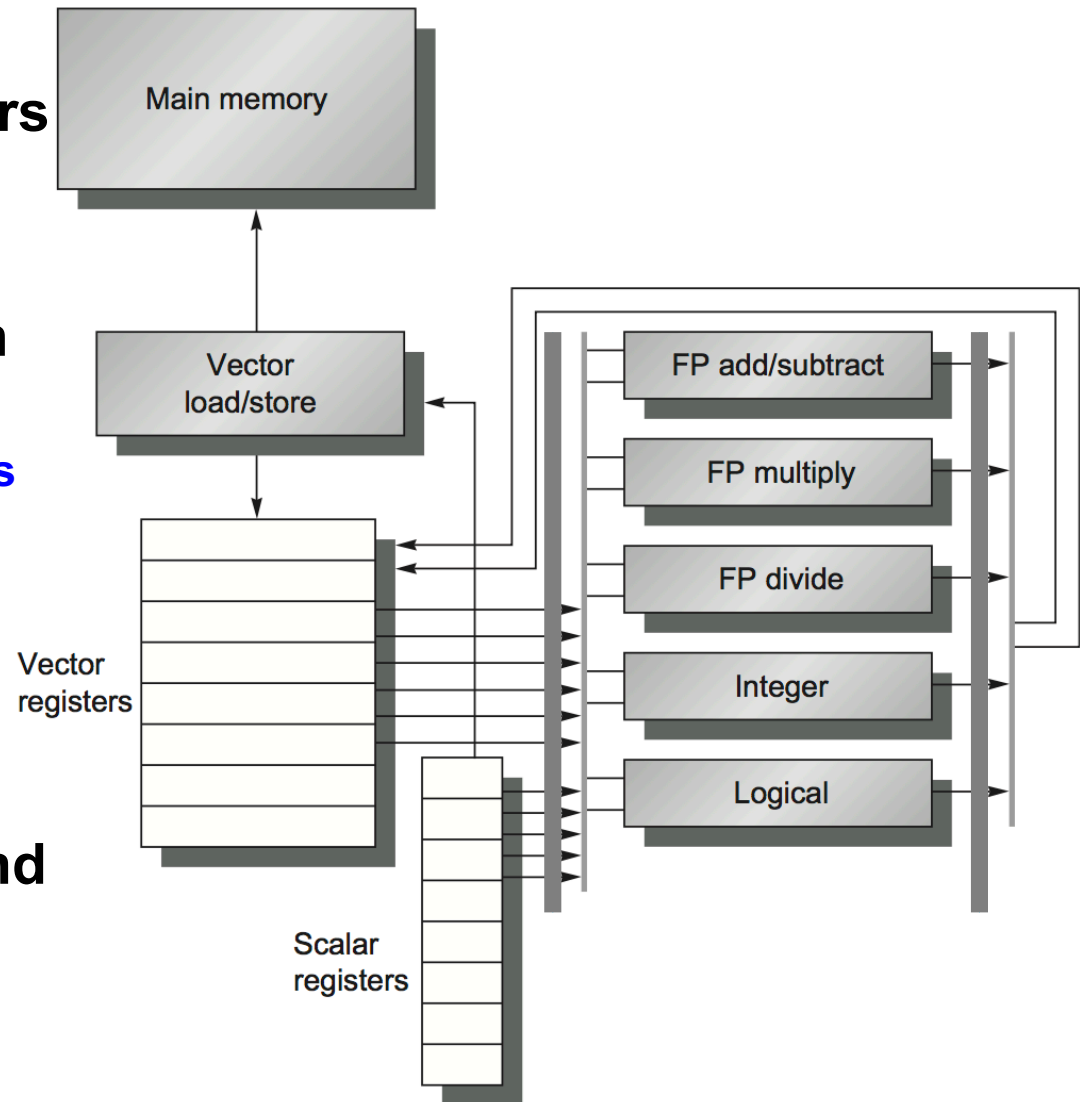 rs
Main memory
n
Vector
load/store
s
FP add/subtract
FP multiply
FP divide
Integer
Logical
Vector
registers
nd
Scalar
registers